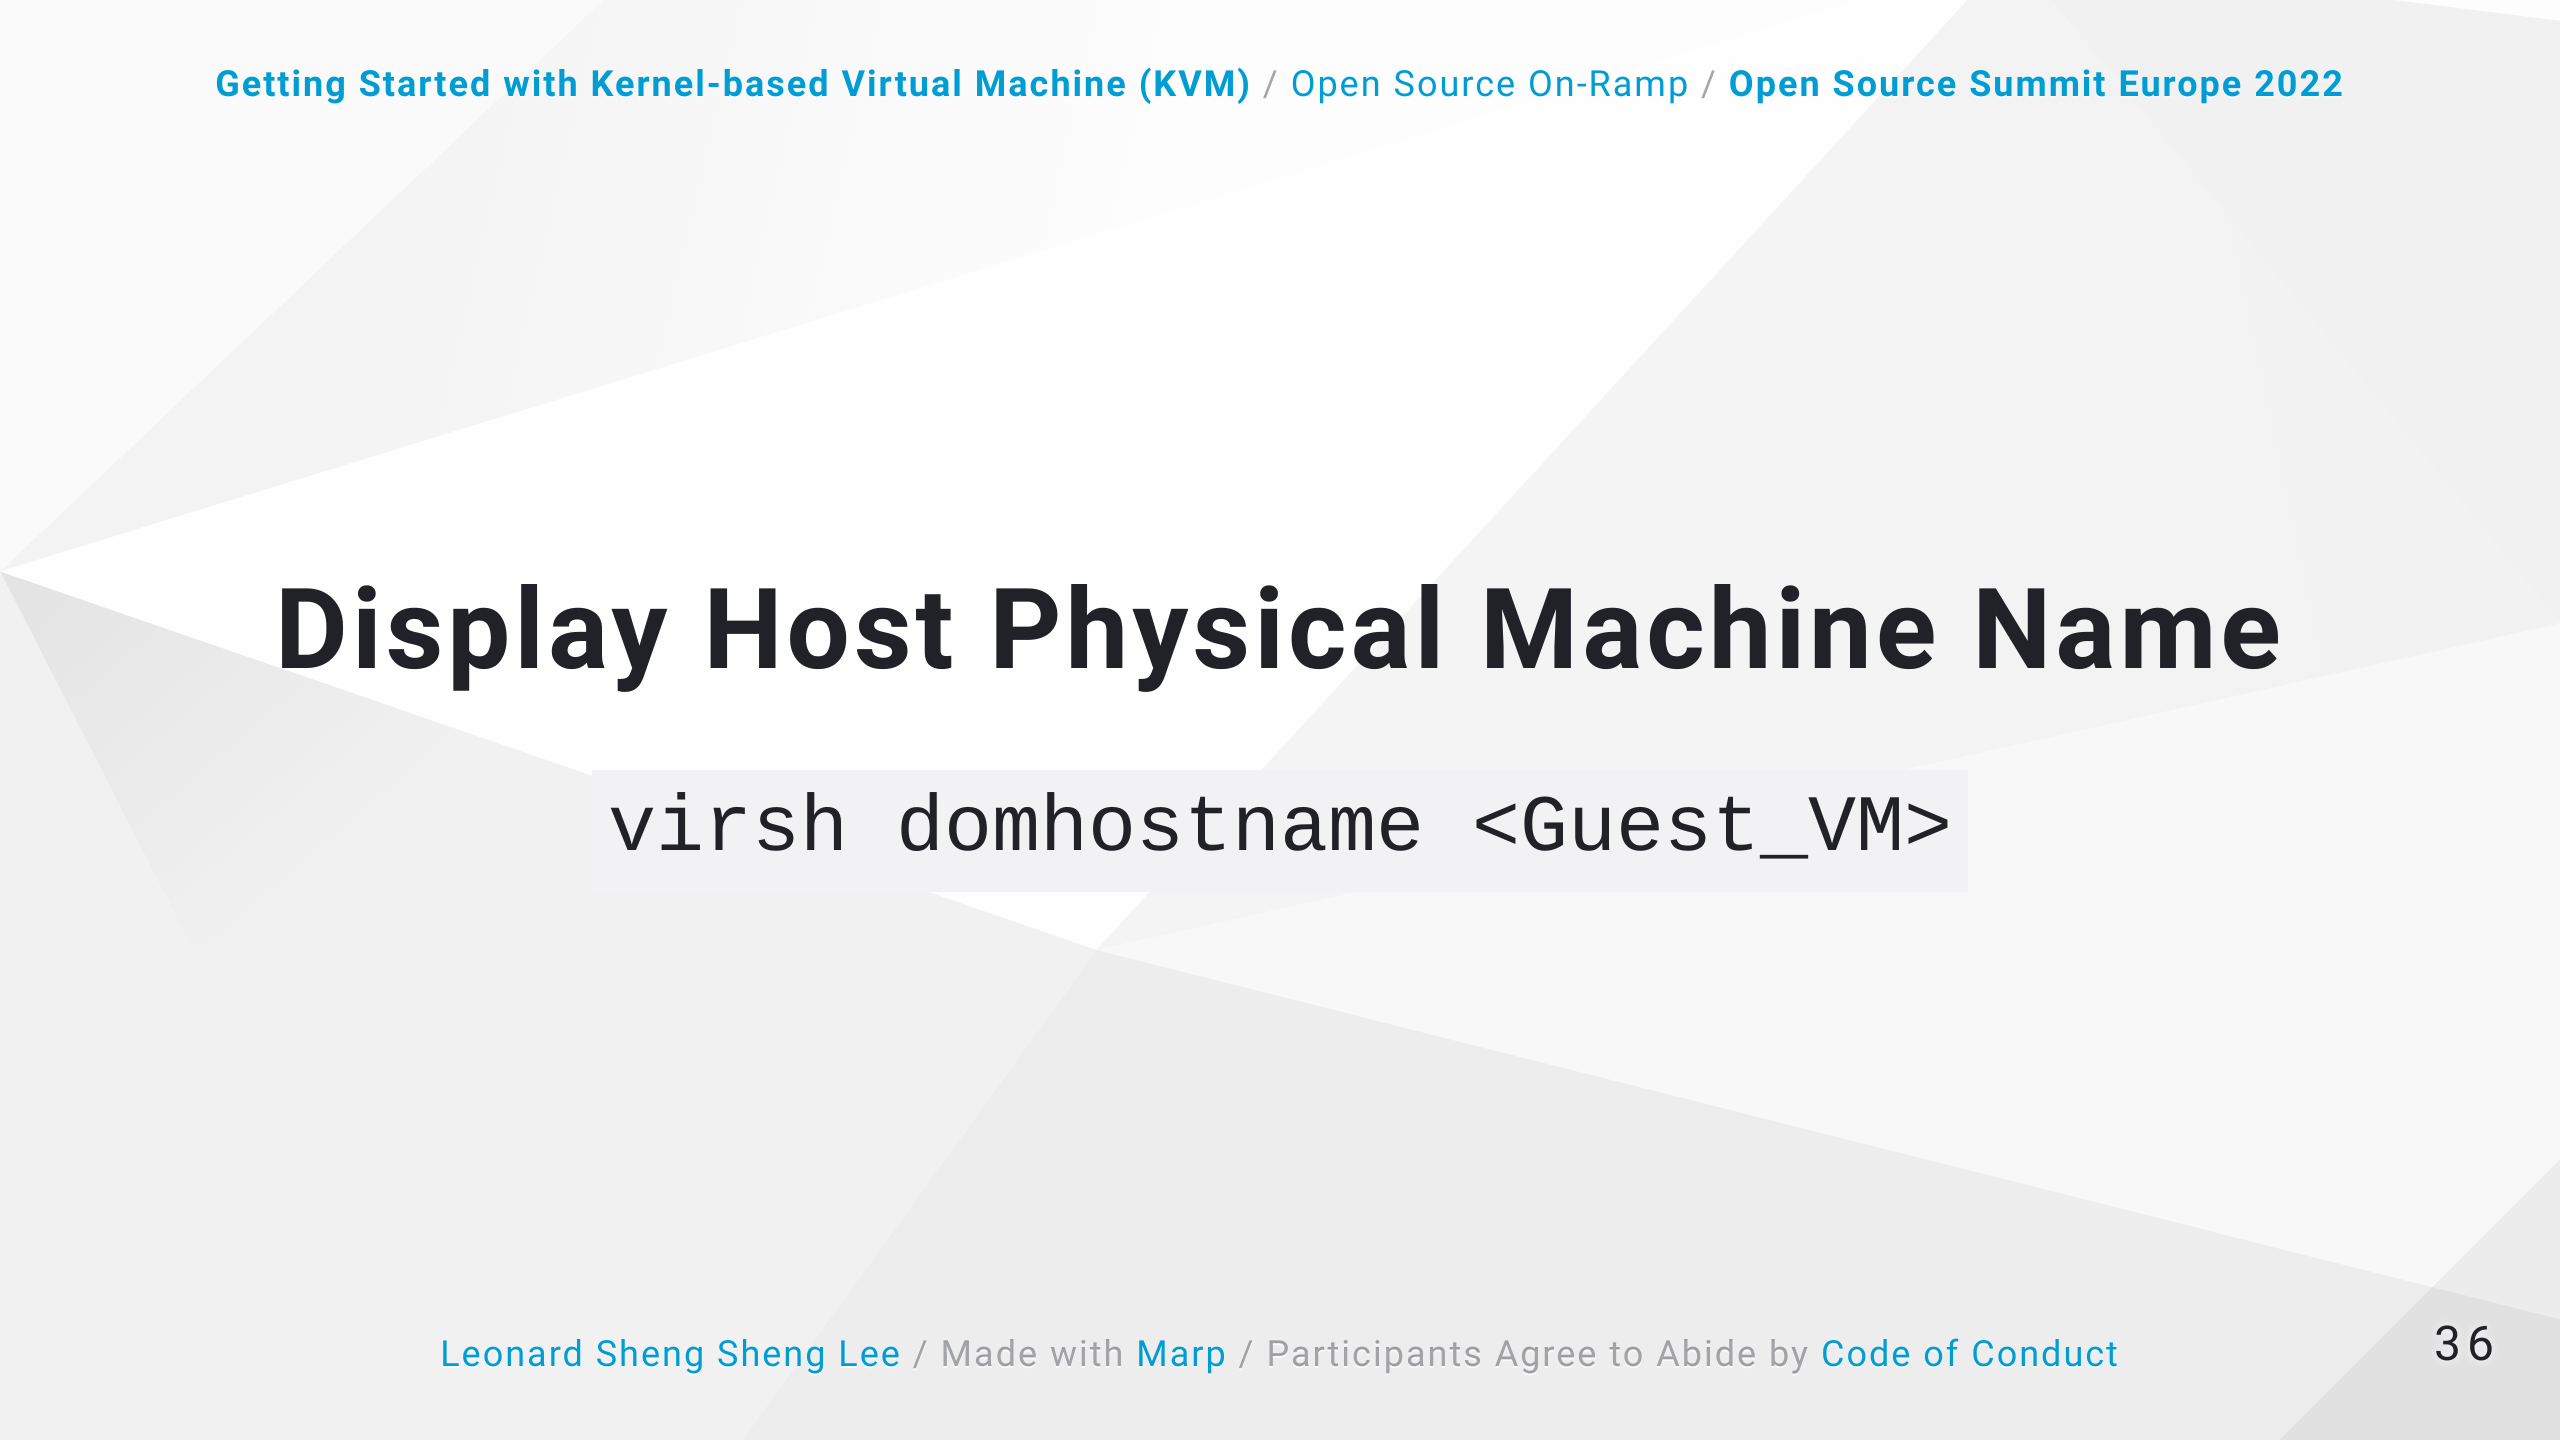 Getting Started with Kernel-based Virtual Machine (KVM) / Open Source On-Ramp / Open Source Summit Europe 2022
Display Host Physical Machine Name
virsh domhostname <Guest_VM>
Leonard Sheng Sheng Lee / Made with Marp / Participants Agree to Abide by Code of Conduct
36